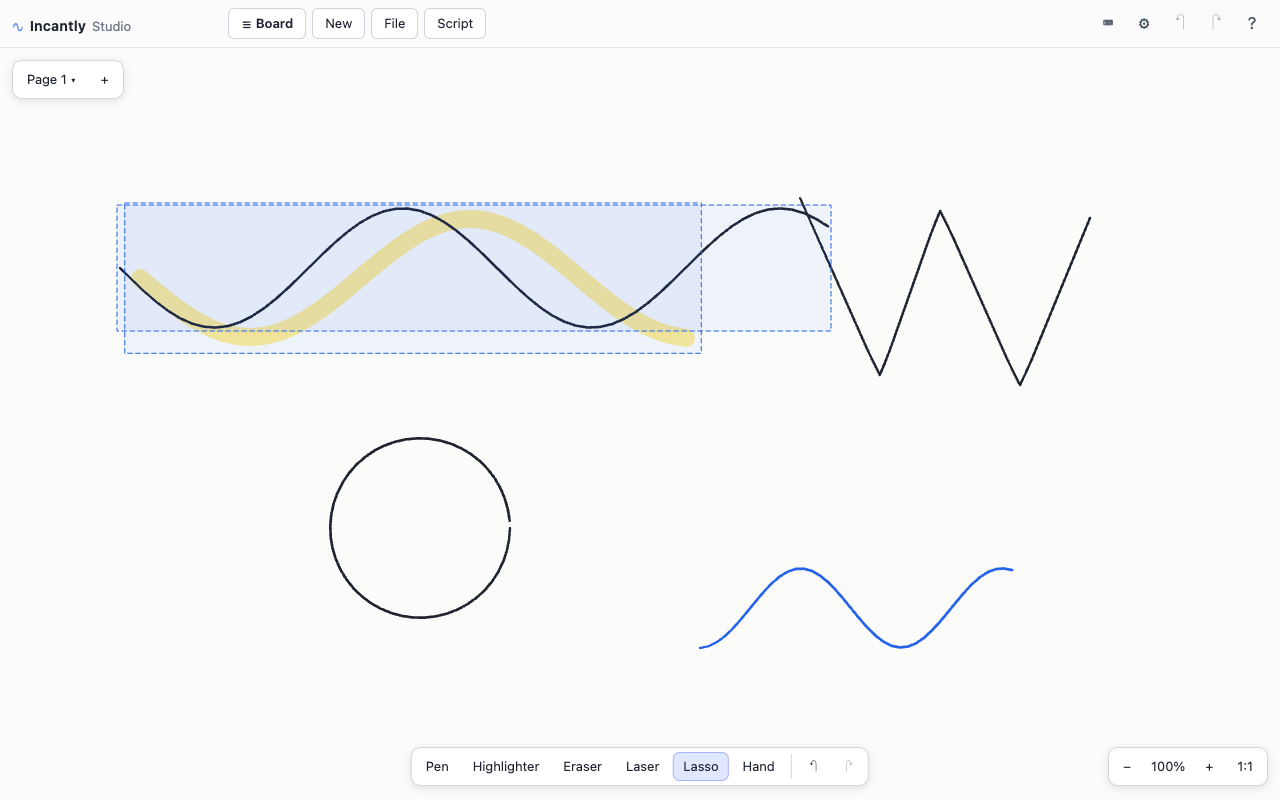 Incantly Studio
≡ Board New File Script
?
Page 1 ▾ +
Pen Highlighter Eraser Laser Lasso Hand
− 100% + 1:1